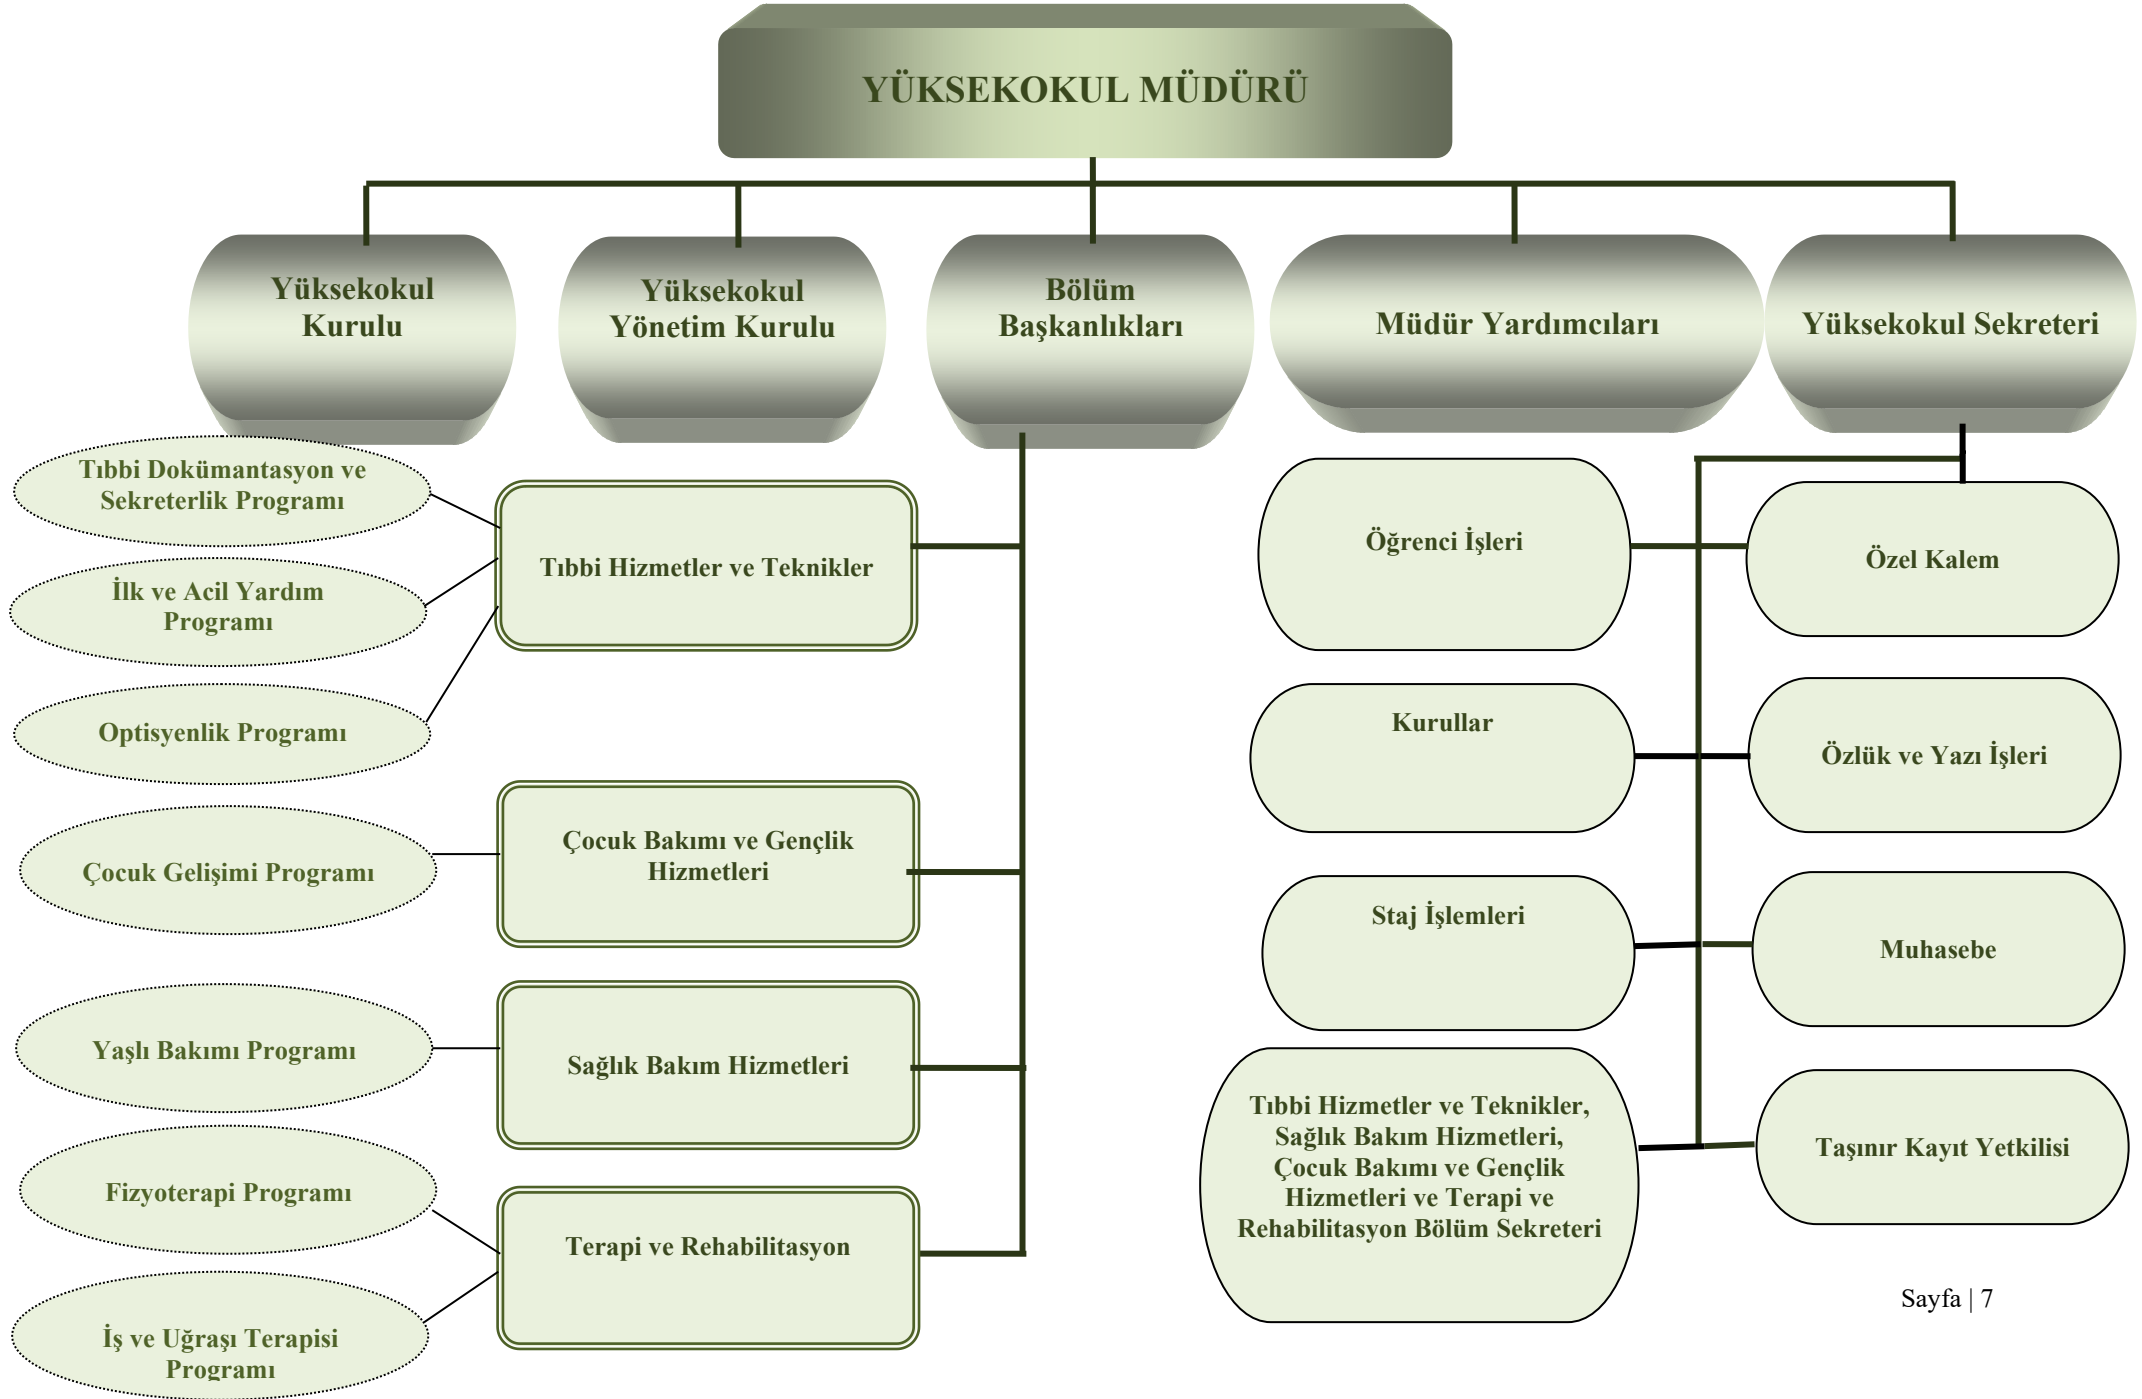 YÜKSEKOKUL MÜDÜRÜ
Yüksekokul
Kurulu
Yüksekokul
Yönetim Kurulu
Bölüm
Başkanlıkları
Müdür Yardımcıları
Yüksekokul Sekreteri
Tıbbi Dokümantasyon ve
Sekreterlik Programı
İlk ve Acil Yardım
Programı
Optisyenlik Programı
Tıbbi Hizmetler ve Teknikler
Çocuk Gelişimi Programı
Çocuk Bakımı ve Gençlik
Hizmetleri
Yaşlı Bakımı Programı
Sağlık Bakım Hizmetleri
Fizyoterapi Programı
İş ve Uğraşı Terapisi
Programı
Terapi ve Rehabilitasyon
Öğrenci İşleri
Özel Kalem
Kurullar
Özlük ve Yazı İşleri
Staj İşlemleri
Muhasebe
Tıbbi Hizmetler ve Teknikler,
Sağlık Bakım Hizmetleri,
Çocuk Bakımı ve Gençlik
Hizmetleri ve Terapi ve
Rehabilitasyon Bölüm Sekreteri
Taşınır Kayıt Yetkilisi
Sayfa | 7